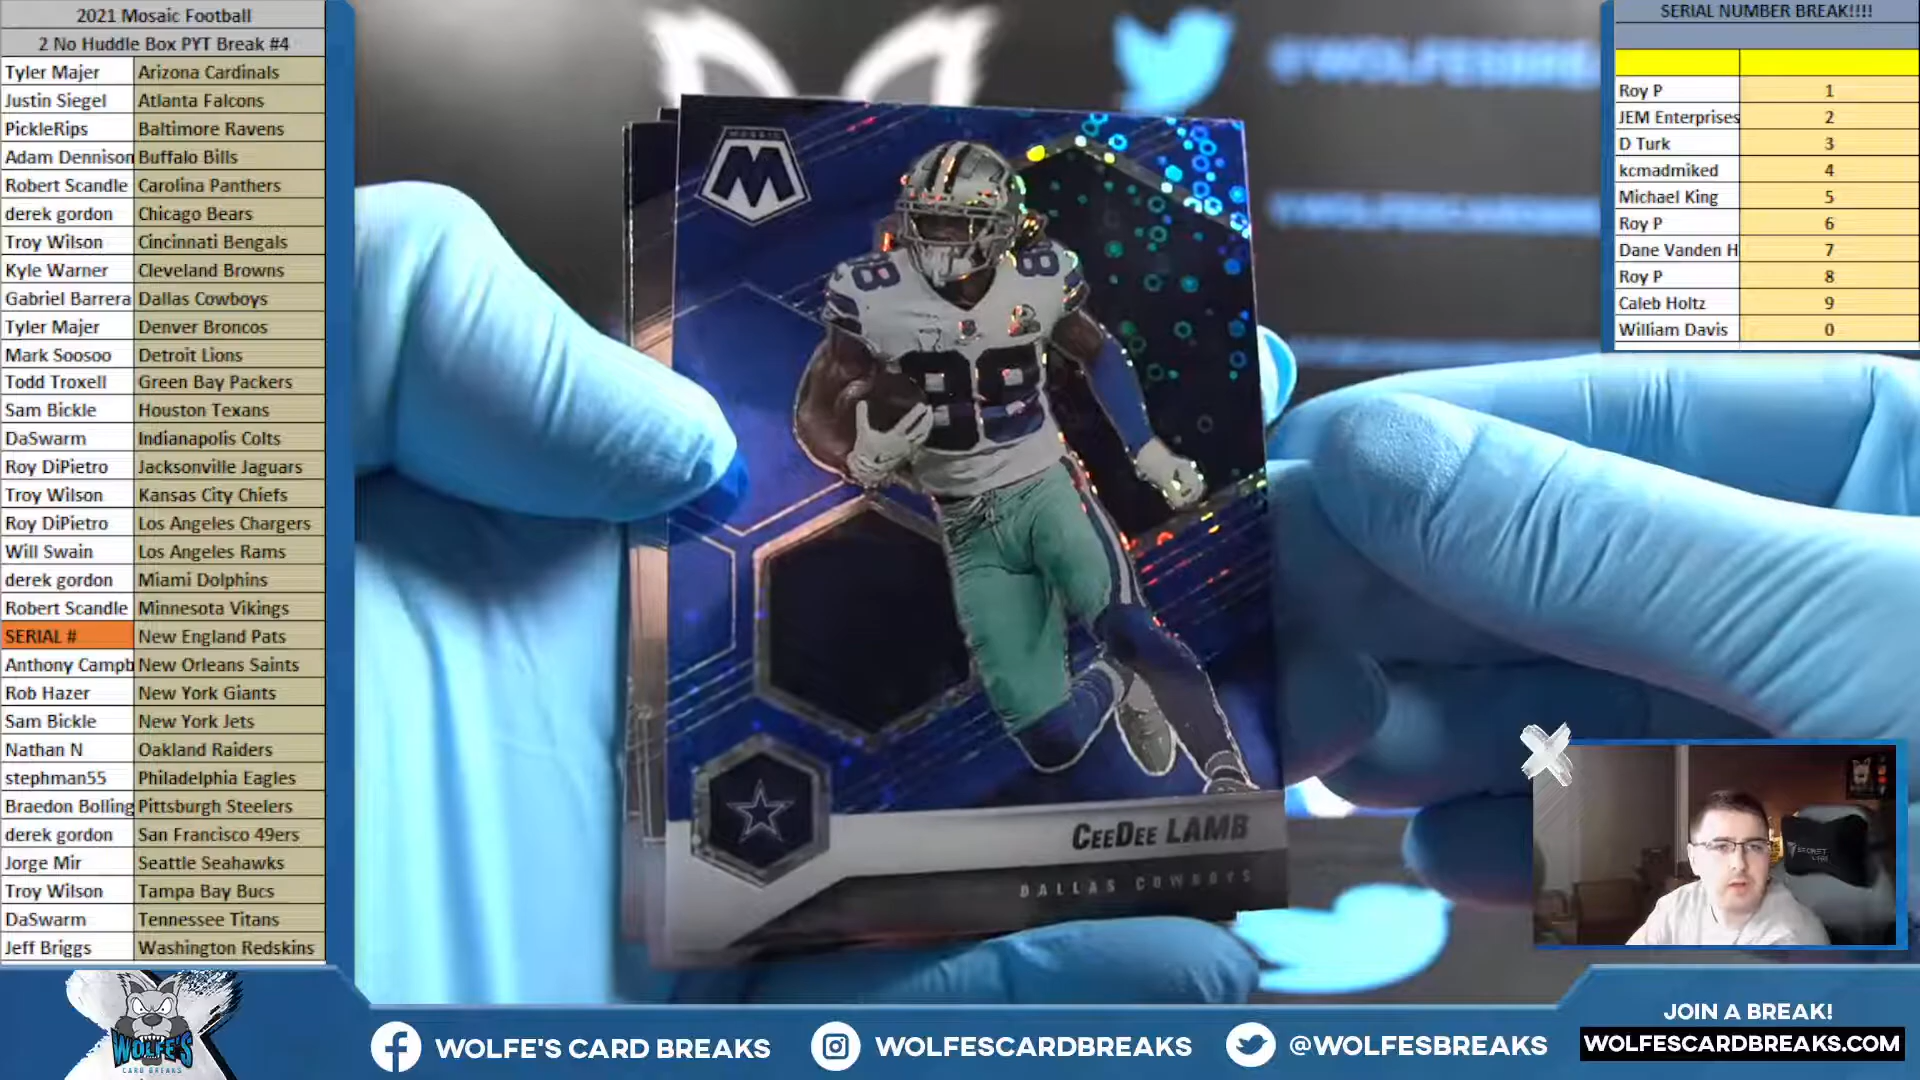 2021 Mosaic Football
2 No Huddle Box PYT Break #4
Tyler Majer Arizona Cardinals
Justin Siegel Atlanta Falcons
PickleRips Baltimore Ravens
Adam Dennison Buffalo Bills
Robert Scandle Carolina Panthers
derek gordon Chicago Bears
Troy Wilson Cincinnati Bengals
Kyle Warner Cleveland Browns
Gabriel Barrera Dallas Cowboys
Tyler Majer Denver Broncos
Mark Soosoo Detroit Lions
Todd Troxell Green Bay Packers
Sam Bickle Houston Texans
DaSwarm Indianapolis Colts
Roy DiPietro Jacksonville Jaguars
Troy Wilson Kansas City Chiefs
Roy DiPietro Los Angeles Chargers
Will Swain Los Angeles Rams
derek gordon Miami Dolphins
Robert Scandle Minnesota Vikings
SERIAL # New England Pats
Anthony Campb New Orleans Saints
Rob Hazer New York Giants
Sam Bickle New York Jets
Nathan N Oakland Raiders
stephman55 Philadelphia Eagles
Braedon Bolling Pittsburgh Steelers
derek gordon San Francisco 49ers
Jorge Mir Seattle Seahawks
Troy Wilson Tampa Bay Bucs
DaSwarm Tennessee Titans
Jeff Briggs Washington Redskins
MOSAIC
M
88
88
88
CEEDEE LAMB
DALLAS COWBOYS
SERIAL NUMBER BREAK!!!!
Roy P 1
JEM Enterprises 2
D Turk 3
kcmadmiked 4
Michael King 5
Roy P 6
Dane Vanden H 7
Roy P 8
Caleb Holtz 9
William Davis 0
WOLFE'S
CARD BREAKS
WOLFE'S CARD BREAKS
WOLFESCARDBREAKS
@WOLFESBREAKS
JOIN A BREAK!
WOLFESCARDBREAKS.COM